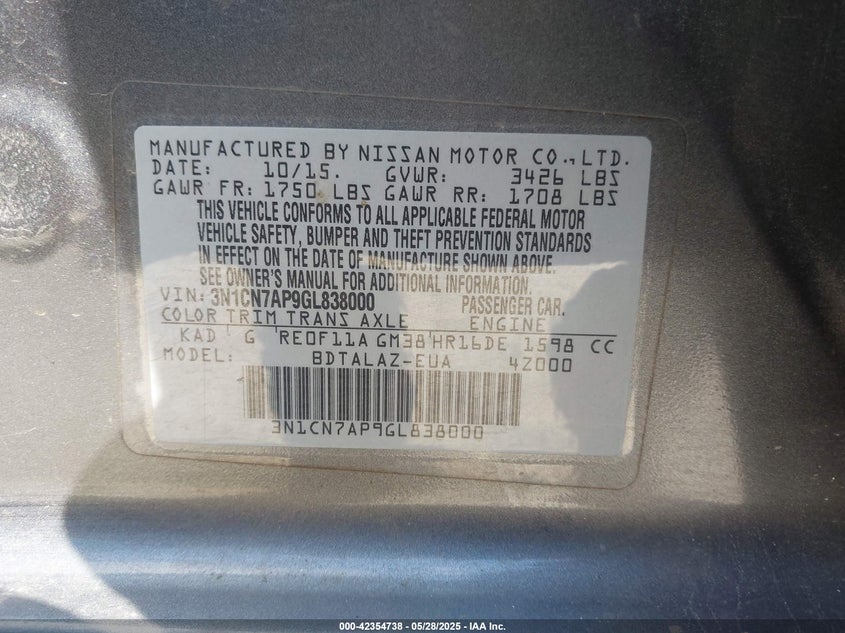 MANUFACTURED BY NISSAN MOTOR CO., LTD.
DATE: 10/15. GVWR: 3426 LBS
GAWR FR: 1750 LBS GAWR RR: 1708 LBS
THIS VEHICLE CONFORMS TO ALL APPLICABLE FEDERAL MOTOR
VEHICLE SAFETY, BUMPER AND THEFT PREVENTION STANDARDS
IN EFFECT ON THE DATE OF MANUFACTURE SHOWN ABOVE.
SEE OWNER'S MANUAL FOR ADDITIONAL INFORMATION.
VIN: 3N1CN7AP9GL838000 PASSENGER CAR.
COLOR TRIM TRANS AXLE ENGINE
KAD G RE0F11A GM38 HR16DE 1598 CC
MODEL: BDTALAZ-EUA 4Z000
3N1CN7AP9GL838000
000-42354738 | 05/28/2025 | IAA Inc.